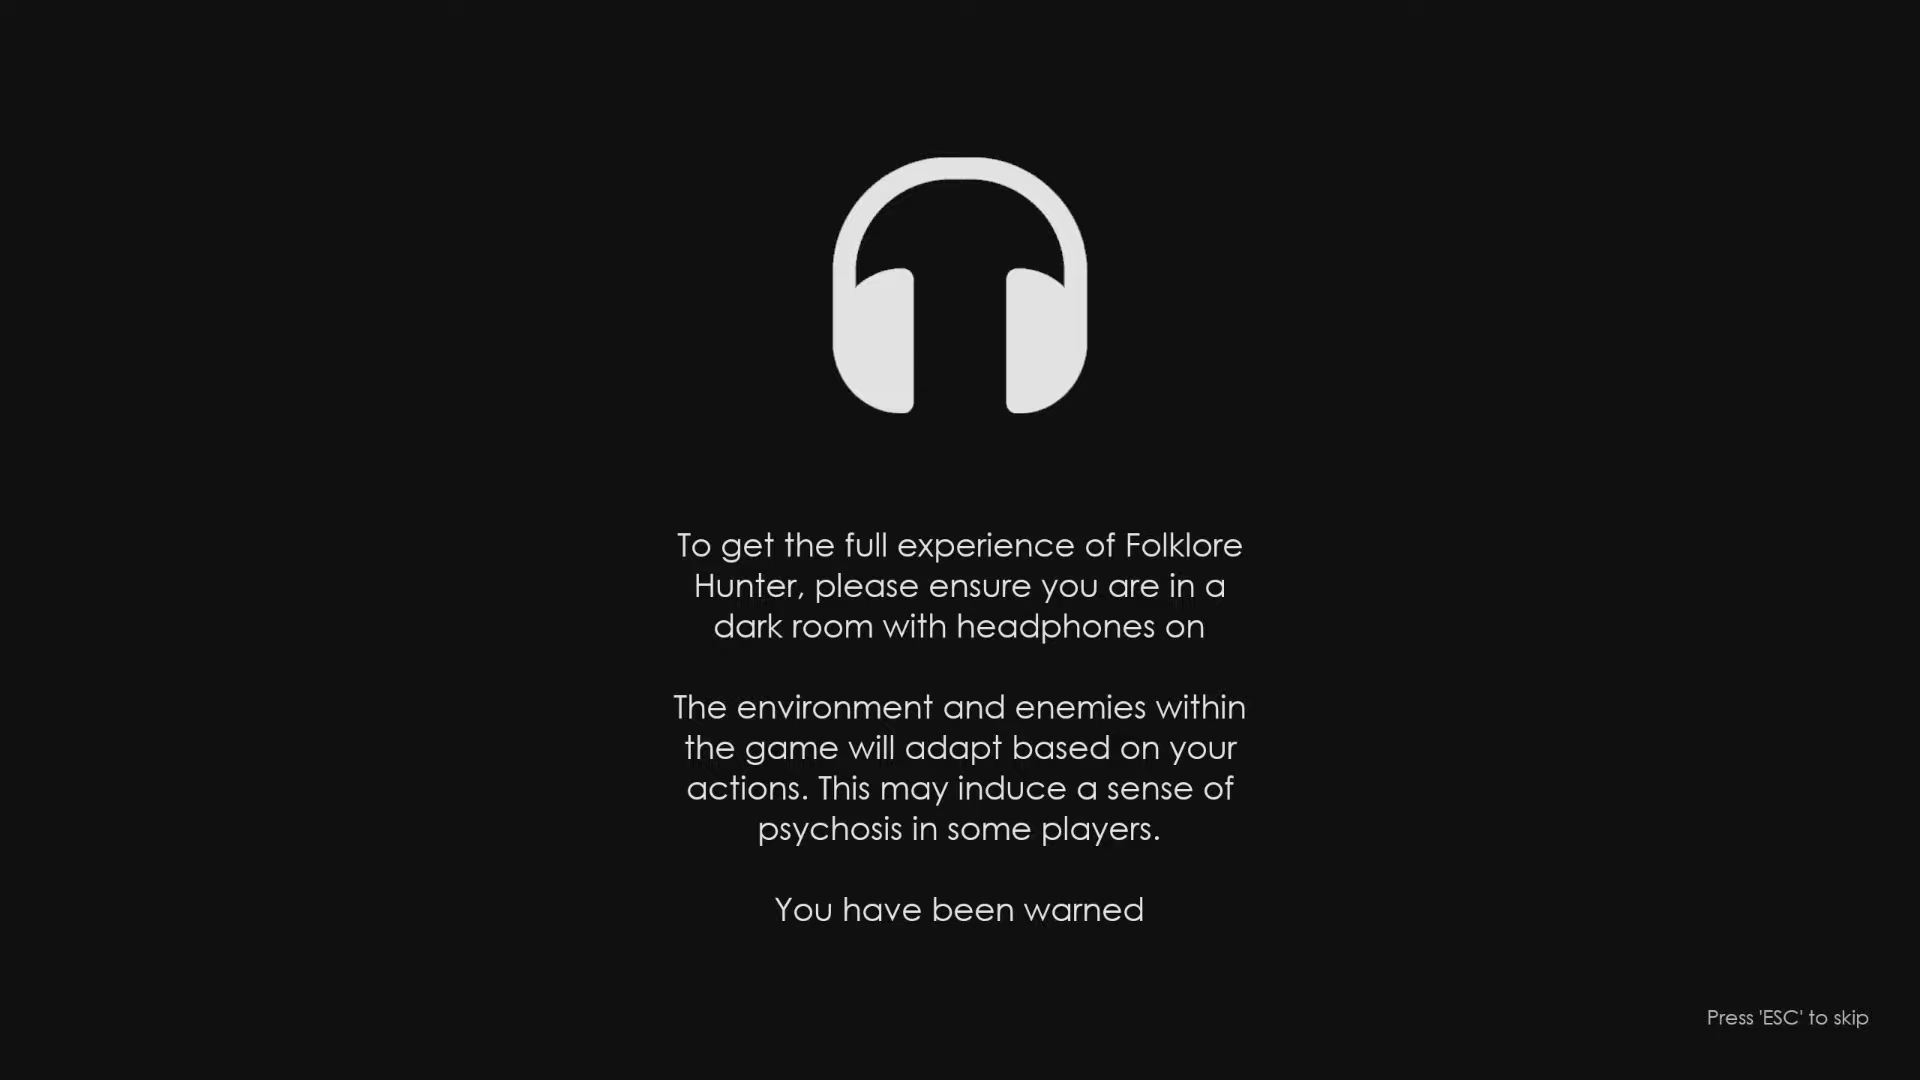 To get the full experience of Folklore
Hunter, please ensure you are in a
dark room with headphones on
The environment and enemies within
the game will adapt based on your
actions. This may induce a sense of
psychosis in some players.
You have been warned
Press 'ESC' to skip